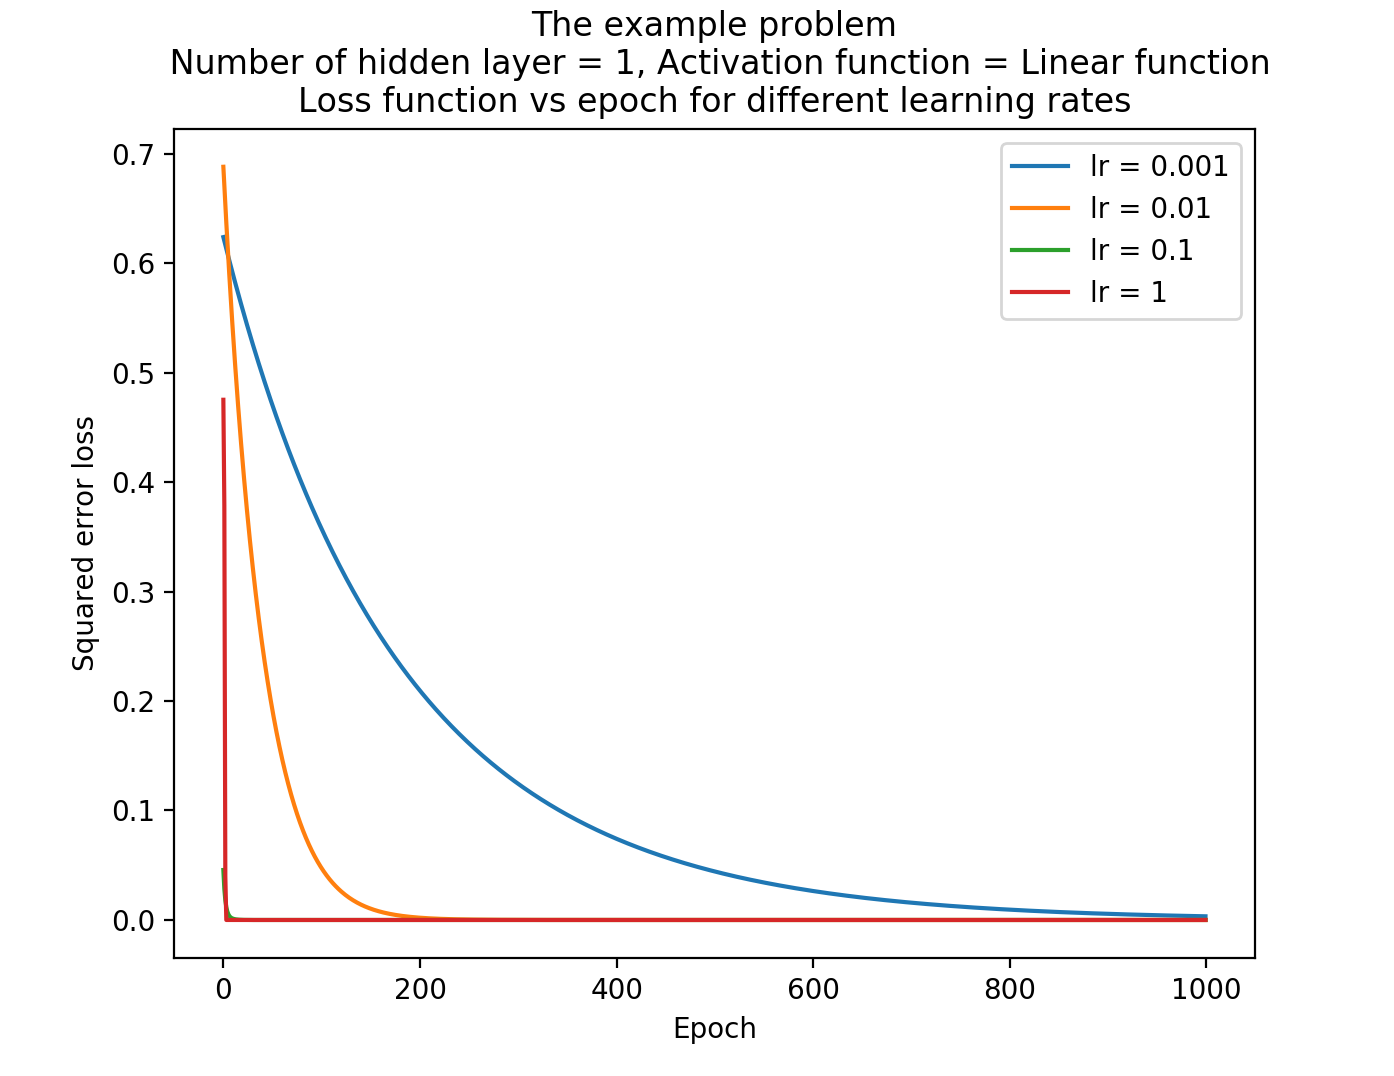 The example problem
Number of hidden layer = 1, Activation function = Linear function
Loss function vs epoch for different learning rates
lr = 0.001
lr = 0.01
lr = 0.1
lr = 1
Squared error loss
0.7
0.6
0.5
0.4
0.3
0.2
0.1
0.0
0 200 400 600 800 1000
Epoch